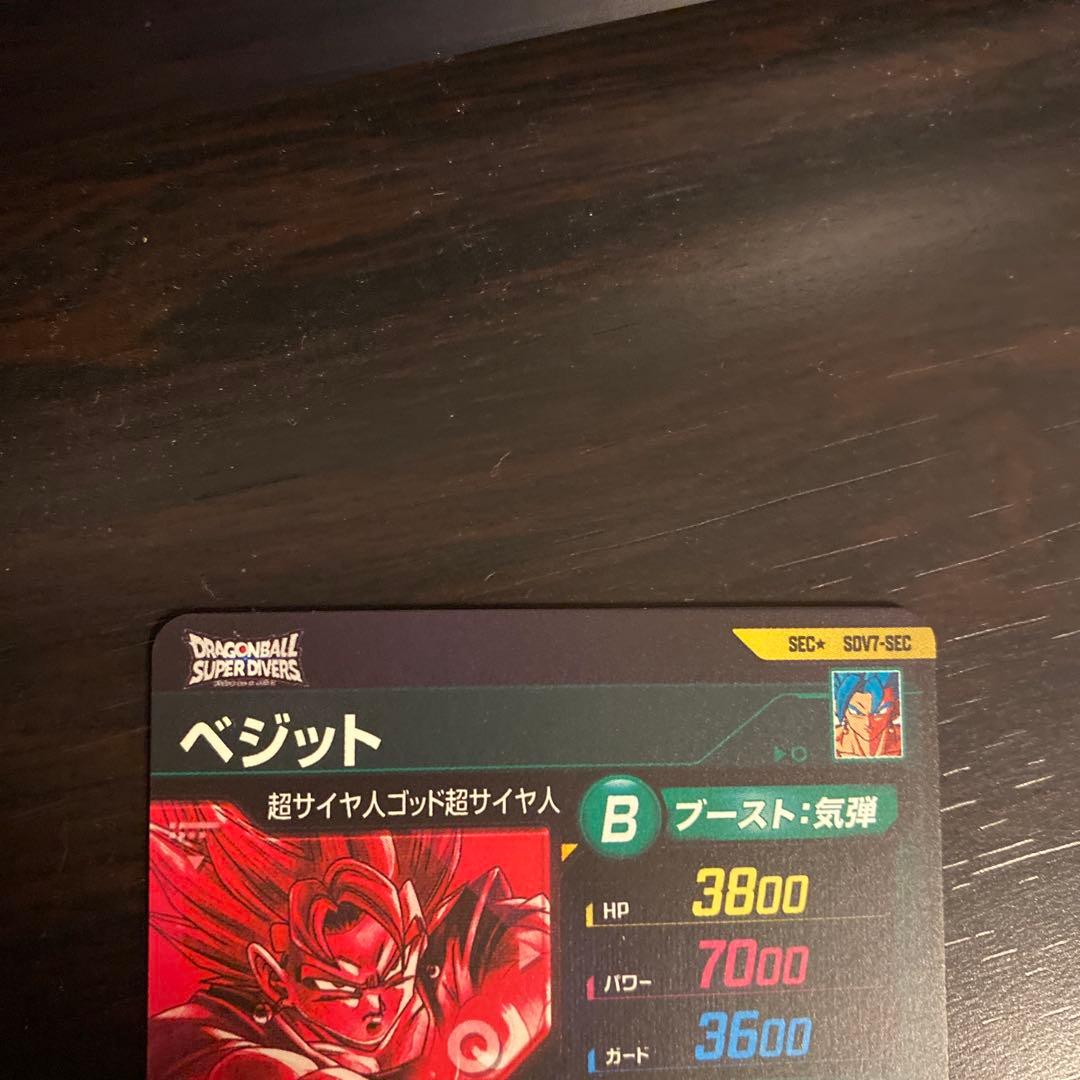 DRAGONBALL
SUPER DIVERS
SEC★ SDV7-SEC
ベジット
超サイヤ人ゴッド超サイヤ人
B ブースト:気弾
HP 3800
パワー 7000
ガード 3600